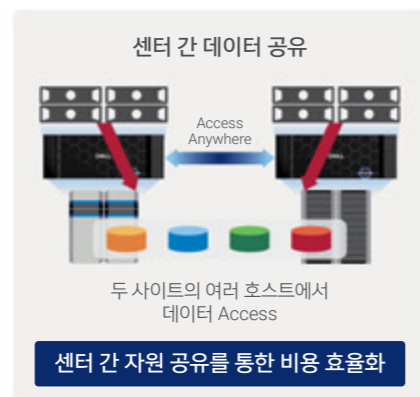 센터 간 데이터 공유
Access
Anywhere
DELL
DELL
두 사이트의 여러 호스트에서
데이터 Access
센터 간 자원 공유를 통한 비용 효율화